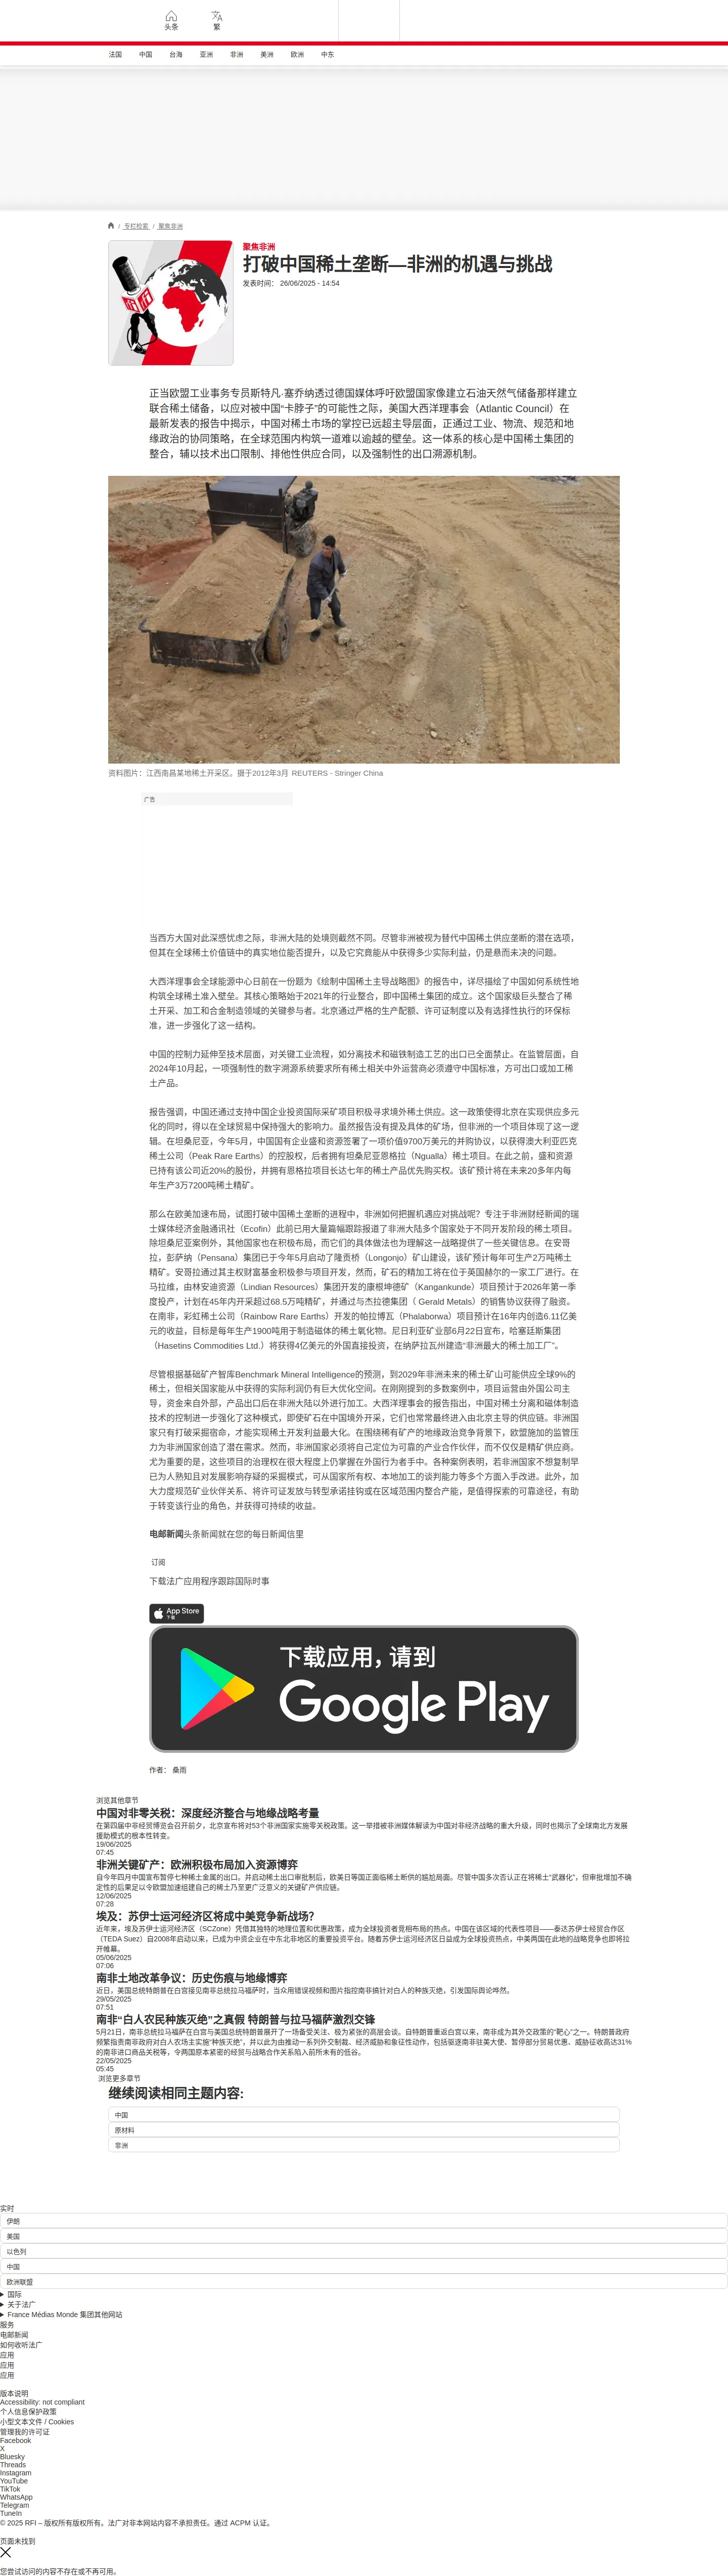 头条
繁
法国 中国 台海 亚洲 非洲 美洲 欧洲 中东
/ 专栏检索 / 聚焦非洲
聚焦非洲
打破中国稀土垄断—非洲的机遇与挑战
发表时间： 26/06/2025 - 14:54
rfi
正当欧盟工业事务专员斯特凡·塞乔纳透过德国媒体呼吁欧盟国家像建立石油天然气储备那样建立
联合稀土储备，以应对被中国“卡脖子”的可能性之际，美国大西洋理事会（Atlantic Council）在
最新发表的报告中揭示，中国对稀土市场的掌控已远超主导层面，正通过工业、物流、规范和地
缘政治的协同策略，在全球范围内构筑一道难以逾越的壁垒。这一体系的核心是中国稀土集团的
整合，辅以技术出口限制、排他性供应合同，以及强制性的出口溯源机制。
资料图片：江西南昌某地稀土开采区。摄于2012年3月 REUTERS - Stringer China
广告
当西方大国对此深感忧虑之际，非洲大陆的处境则截然不同。尽管非洲被视为替代中国稀土供应垄断的潜在选项，
但其在全球稀土价值链中的真实地位能否提升，以及它究竟能从中获得多少实际利益，仍是悬而未决的问题。
大西洋理事会全球能源中心日前在一份题为《绘制中国稀土主导战略图》的报告中，详尽描绘了中国如何系统性地
构筑全球稀土准入壁垒。其核心策略始于2021年的行业整合，即中国稀土集团的成立。这个国家级巨头整合了稀
土开采、加工和合金制造领域的关键参与者。北京通过严格的生产配额、许可证制度以及有选择性执行的环保标
准，进一步强化了这一结构。
中国的控制力延伸至技术层面，对关键工业流程，如分离技术和磁铁制造工艺的出口已全面禁止。在监管层面，自
2024年10月起，一项强制性的数字溯源系统要求所有稀土相关中外运营商必须遵守中国标准，方可出口或加工稀
土产品。
报告强调，中国还通过支持中国企业投资国际采矿项目积极寻求境外稀土供应。这一政策使得北京在实现供应多元
化的同时，得以在全球贸易中保持强大的影响力。虽然报告没有提及具体的矿场，但非洲的一个项目体现了这一逻
辑。在坦桑尼亚，今年5月，中国国有企业盛和资源签署了一项价值9700万美元的并购协议，以获得澳大利亚匹克
稀土公司（Peak Rare Earths）的控股权，后者拥有坦桑尼亚恩格拉（Ngualla）稀土项目。在此之前，盛和资源
已持有该公司近20%的股份，并拥有恩格拉项目长达七年的稀土产品优先购买权。该矿预计将在未来20多年内每
年生产3万7200吨稀土精矿。
那么在欧美加速布局，试图打破中国稀土垄断的进程中，非洲如何把握机遇应对挑战呢？专注于非洲财经新闻的瑞
士媒体经济金融通讯社（Ecofin）此前已用大量篇幅跟踪报道了非洲大陆多个国家处于不同开发阶段的稀土项目。
除坦桑尼亚案例外，其他国家也在积极布局，而它们的具体做法也为理解这一战略提供了一些关键信息。在安哥
拉，彭萨纳（Pensana）集团已于今年5月启动了隆贡桥（Longonjo）矿山建设，该矿预计每年可生产2万吨稀土
精矿。安哥拉通过其主权财富基金积极参与项目开发，然而，矿石的精加工将在位于英国赫尔的一家工厂进行。在
马拉维，由林安迪资源（Lindian Resources）集团开发的康根坤德矿（Kangankunde）项目预计于2026年第一季
度投产，计划在45年内开采超过68.5万吨精矿，并通过与杰拉德集团（ Gerald Metals）的销售协议获得了融资。
在南非，彩虹稀土公司（Rainbow Rare Earths）开发的帕拉博瓦（Phalaborwa）项目预计在16年内创造6.11亿美
元的收益，目标是每年生产1900吨用于制造磁体的稀土氧化物。尼日利亚矿业部6月22日宣布，哈塞廷斯集团
（Hasetins Commodities Ltd.）将获得4亿美元的外国直接投资，在纳萨拉瓦州建造“非洲最大的稀土加工厂”。
尽管根据基础矿产智库Benchmark Mineral Intelligence的预测，到2029年非洲未来的稀土矿山可能供应全球9%的
稀土，但相关国家能从中获得的实际利润仍有巨大优化空间。在刚刚提到的多数案例中，项目运营由外国公司主
导，资金来自外部，产品出口后在非洲大陆以外进行加工。大西洋理事会的报告指出，中国对稀土分离和磁体制造
技术的控制进一步强化了这种模式，即使矿石在中国境外开采，它们也常常最终进入由北京主导的供应链。非洲国
家只有打破采掘宿命，才能实现稀土开发利益最大化。在围绕稀有矿产的地缘政治竞争背景下，欧盟施加的监管压
力为非洲国家创造了潜在需求。然而，非洲国家必须将自己定位为可靠的产业合作伙伴，而不仅仅是精矿供应商。
尤为重要的是，这些项目的治理权在很大程度上仍掌握在外国行为者手中。各种案例表明，若非洲国家不想复制早
已为人熟知且对发展影响存疑的采掘模式，可从国家所有权、本地加工的谈判能力等多个方面入手改进。此外，加
大力度规范矿业伙伴关系、将许可证发放与转型承诺挂钩或在区域范围内整合产能，是值得探索的可靠途径，有助
于转变该行业的角色，并获得可持续的收益。
电邮新闻头条新闻就在您的每日新闻信里
订阅
下载法广应用程序跟踪国际时事
App Store
下载
下载应用，请到
Google Play
作者： 桑雨
浏览其他章节
中国对非零关税：深度经济整合与地缘战略考量
在第四届中非经贸博览会召开前夕，北京宣布将对53个非洲国家实施零关税政策。这一举措被非洲媒体解读为中国对非经济战略的重大升级，同时也揭示了全球南北方发展
援助模式的根本性转变。
19/06/2025
07:45
非洲关键矿产：欧洲积极布局加入资源博弈
自今年四月中国宣布暂停七种稀土金属的出口。并启动稀土出口审批制后，欧美日等国正面临稀土断供的尴尬局面。尽管中国多次否认正在将稀土“武器化”，但审批增加不确
定性的后果足以令欧盟加速组建自己的稀土乃至更广泛意义的关键矿产供应链。
12/06/2025
07:28
埃及：苏伊士运河经济区将成中美竞争新战场？
近年来，埃及苏伊士运河经济区（SCZone）凭借其独特的地理位置和优惠政策，成为全球投资者竞相布局的热点。中国在该区域的代表性项目——泰达苏伊士经贸合作区
（TEDA Suez）自2008年启动以来，已成为中资企业在中东北非地区的重要投资平台。随着苏伊士运河经济区日益成为全球投资热点，中美两国在此地的战略竞争也即将拉
开帷幕。
05/06/2025
07:06
南非土地改革争议：历史伤痕与地缘博弈
近日，美国总统特朗普在白宫接见南非总统拉马福萨时，当众用错误视频和图片指控南非搞针对白人的种族灭绝，引发国际舆论哗然。
29/05/2025
07:51
南非“白人农民种族灭绝”之真假 特朗普与拉马福萨激烈交锋
5月21日，南非总统拉马福萨在白宫与美国总统特朗普展开了一场备受关注、极为紧张的高层会谈。自特朗普重返白宫以来，南非成为其外交政策的“靶心”之一。特朗普政府
频繁指责南非政府对白人农场主实施“种族灭绝”，并以此为由推动一系列外交制裁、经济威胁和象征性动作，包括驱逐南非驻美大使、暂停部分贸易优惠、威胁征收高达31%
的南非进口商品关税等，令两国原本紧密的经贸与战略合作关系陷入前所未有的低谷。
22/05/2025
05:45
浏览更多章节
继续阅读相同主题内容:
中国
原材料
非洲
实时
伊朗
美国
以色列
中国
欧洲联盟
国际
关于法广
France Médias Monde 集团其他网站
服务
电邮新闻
如何收听法广
应用
应用
应用
版本说明
Accessibility: not compliant
个人信息保护政策
小型文本文件 / Cookies
管理我的许可证
Facebook
X
Bluesky
Threads
Instagram
YouTube
TikTok
WhatsApp
Telegram
TuneIn
© 2025 RFI – 版权所有版权所有。法广对非本网站内容不承担责任。通过 ACPM 认证。
页面未找到
您尝试访问的内容不存在或不再可用。